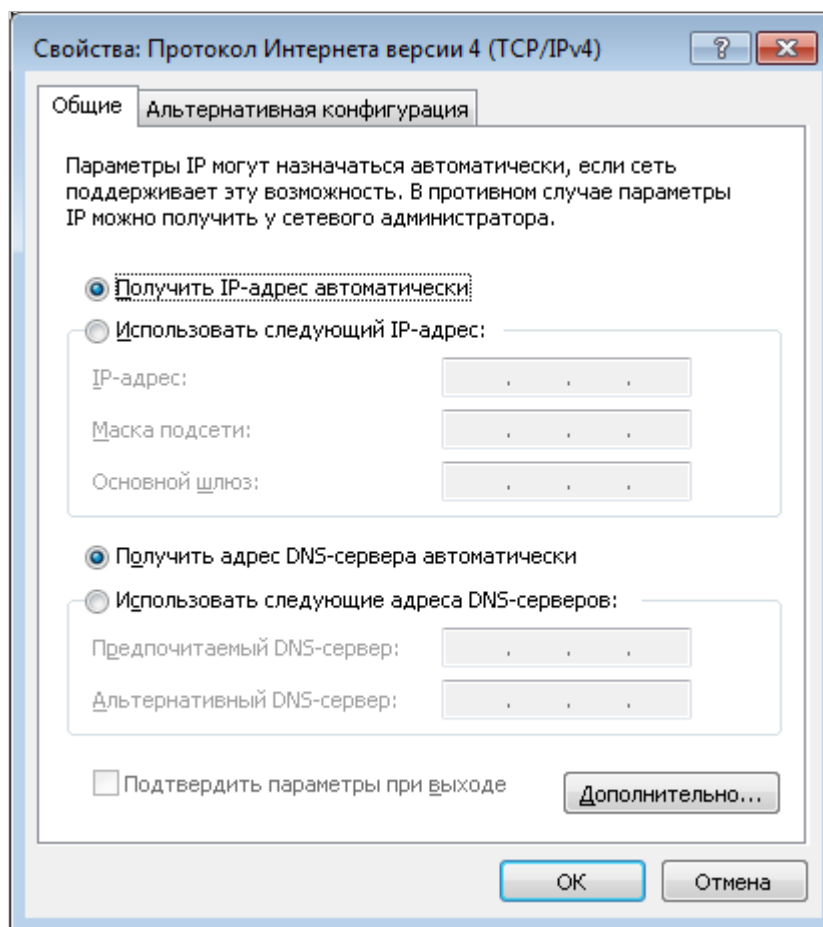 Свойства: Протокол Интернета версии 4 (TCP/IPv4)
Общие
Альтернативная конфигурация
Параметры IP могут назначаться автоматически, если сеть
поддерживает эту возможность. В противном случае параметры
IP можно получить у сетевого администратора.
Получить IP-адрес автоматически
Использовать следующий IP-адрес:
IP-адрес:
Маска подсети:
Основной шлюз:
Получить адрес DNS-сервера автоматически
Использовать следующие адреса DNS-серверов:
Предпочитаемый DNS-сервер:
Альтернативный DNS-сервер:
Подтвердить параметры при выходе
Дополнительно...
ОК
Отмена